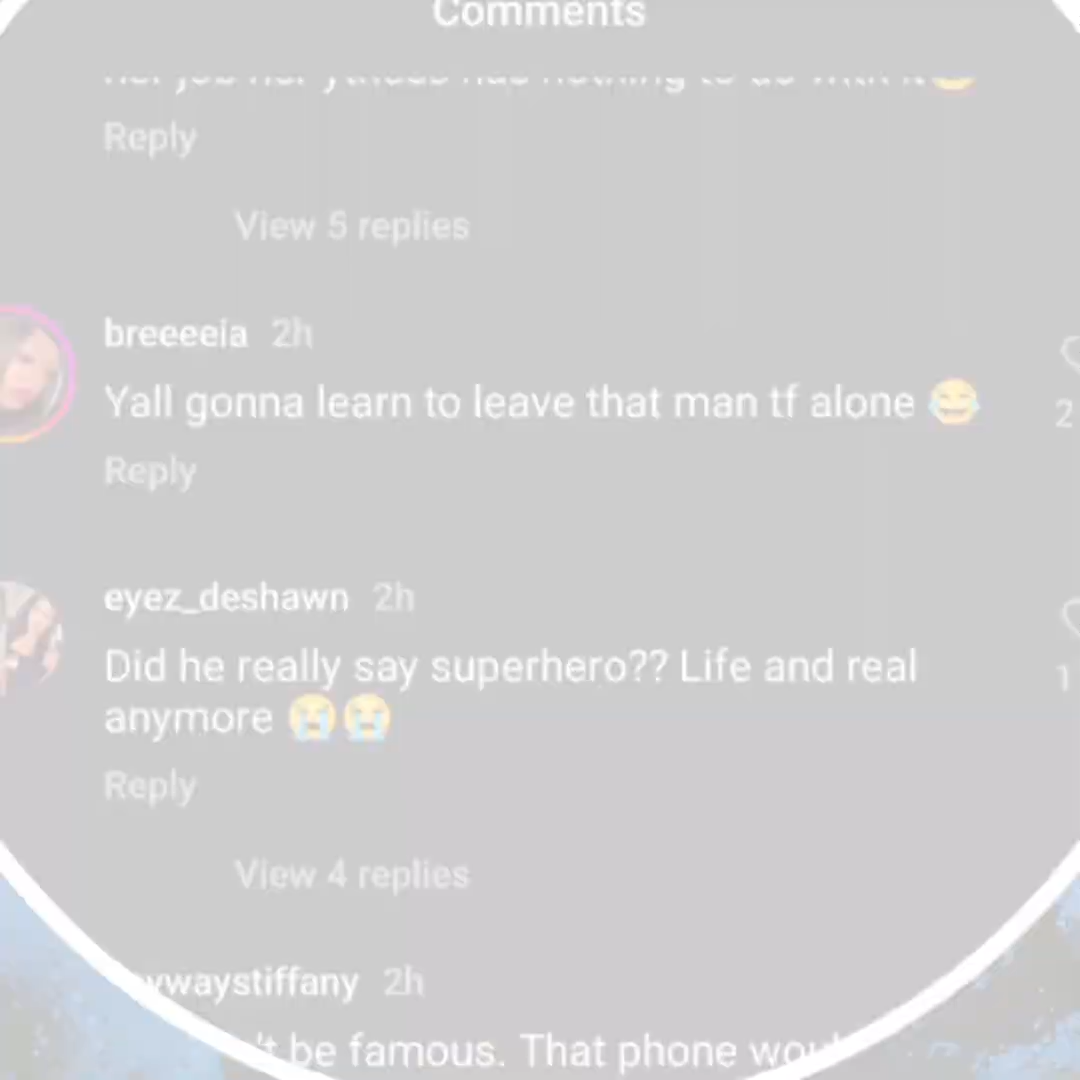 Comments
Reply
View 5 replies
breeeeia 2h
Yall gonna learn to leave that man tf alone 😂
2
Reply
eyez_deshawn 2h
Did he really say superhero?? Life and real
anymore 😭😭
1
Reply
View 4 replies
waystiffany 2h
't be famous. That phone